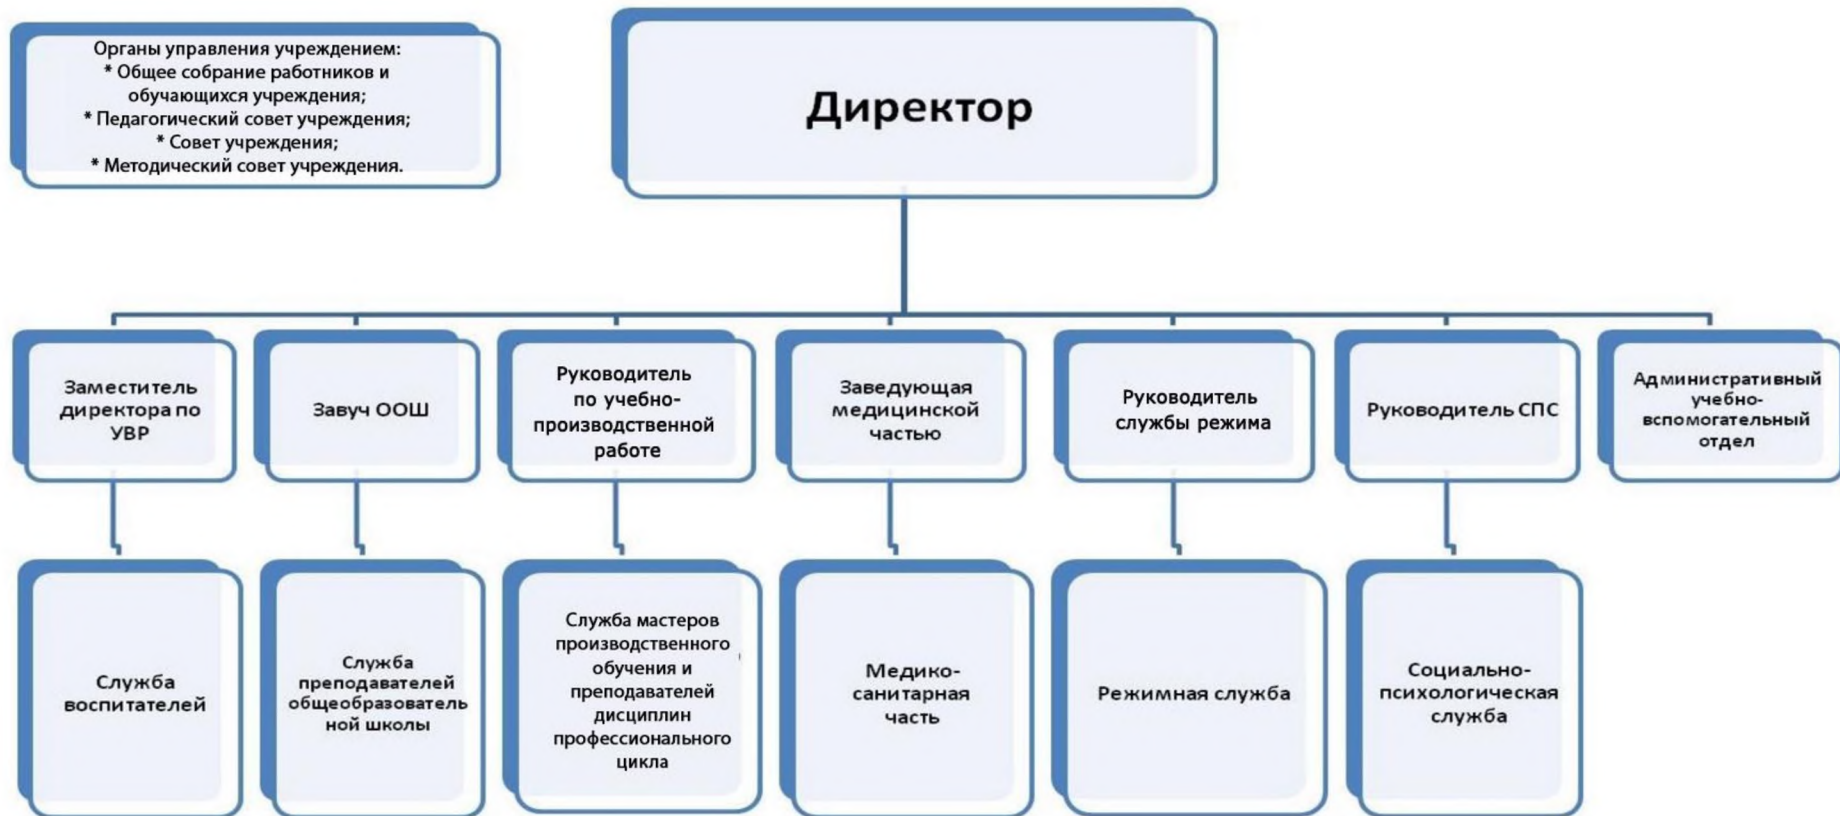 Органы управления учреждением:
* Общее собрание работников и
обучающихся учреждения;
* Педагогический совет учреждения;
* Совет учреждения;
* Методический совет учреждения.
Директор
Заместитель
директора по
УВР
Завуч ООШ
Руководитель
по учебно-
производственной
работе
Заведующая
медицинской
частью
Руководитель
службы режима
Руководитель СПС
Административный
учебно-
вспомогательный
отдел
Служба
воспитателей
Служба
преподавателей
общеобразователь
ной школы
Служба мастеров
производственного
обучения и
преподавателей
дисциплин
профессионального
цикла
Медико-
санитарная
часть
Режимная служба
Социально-
психологическая
служба